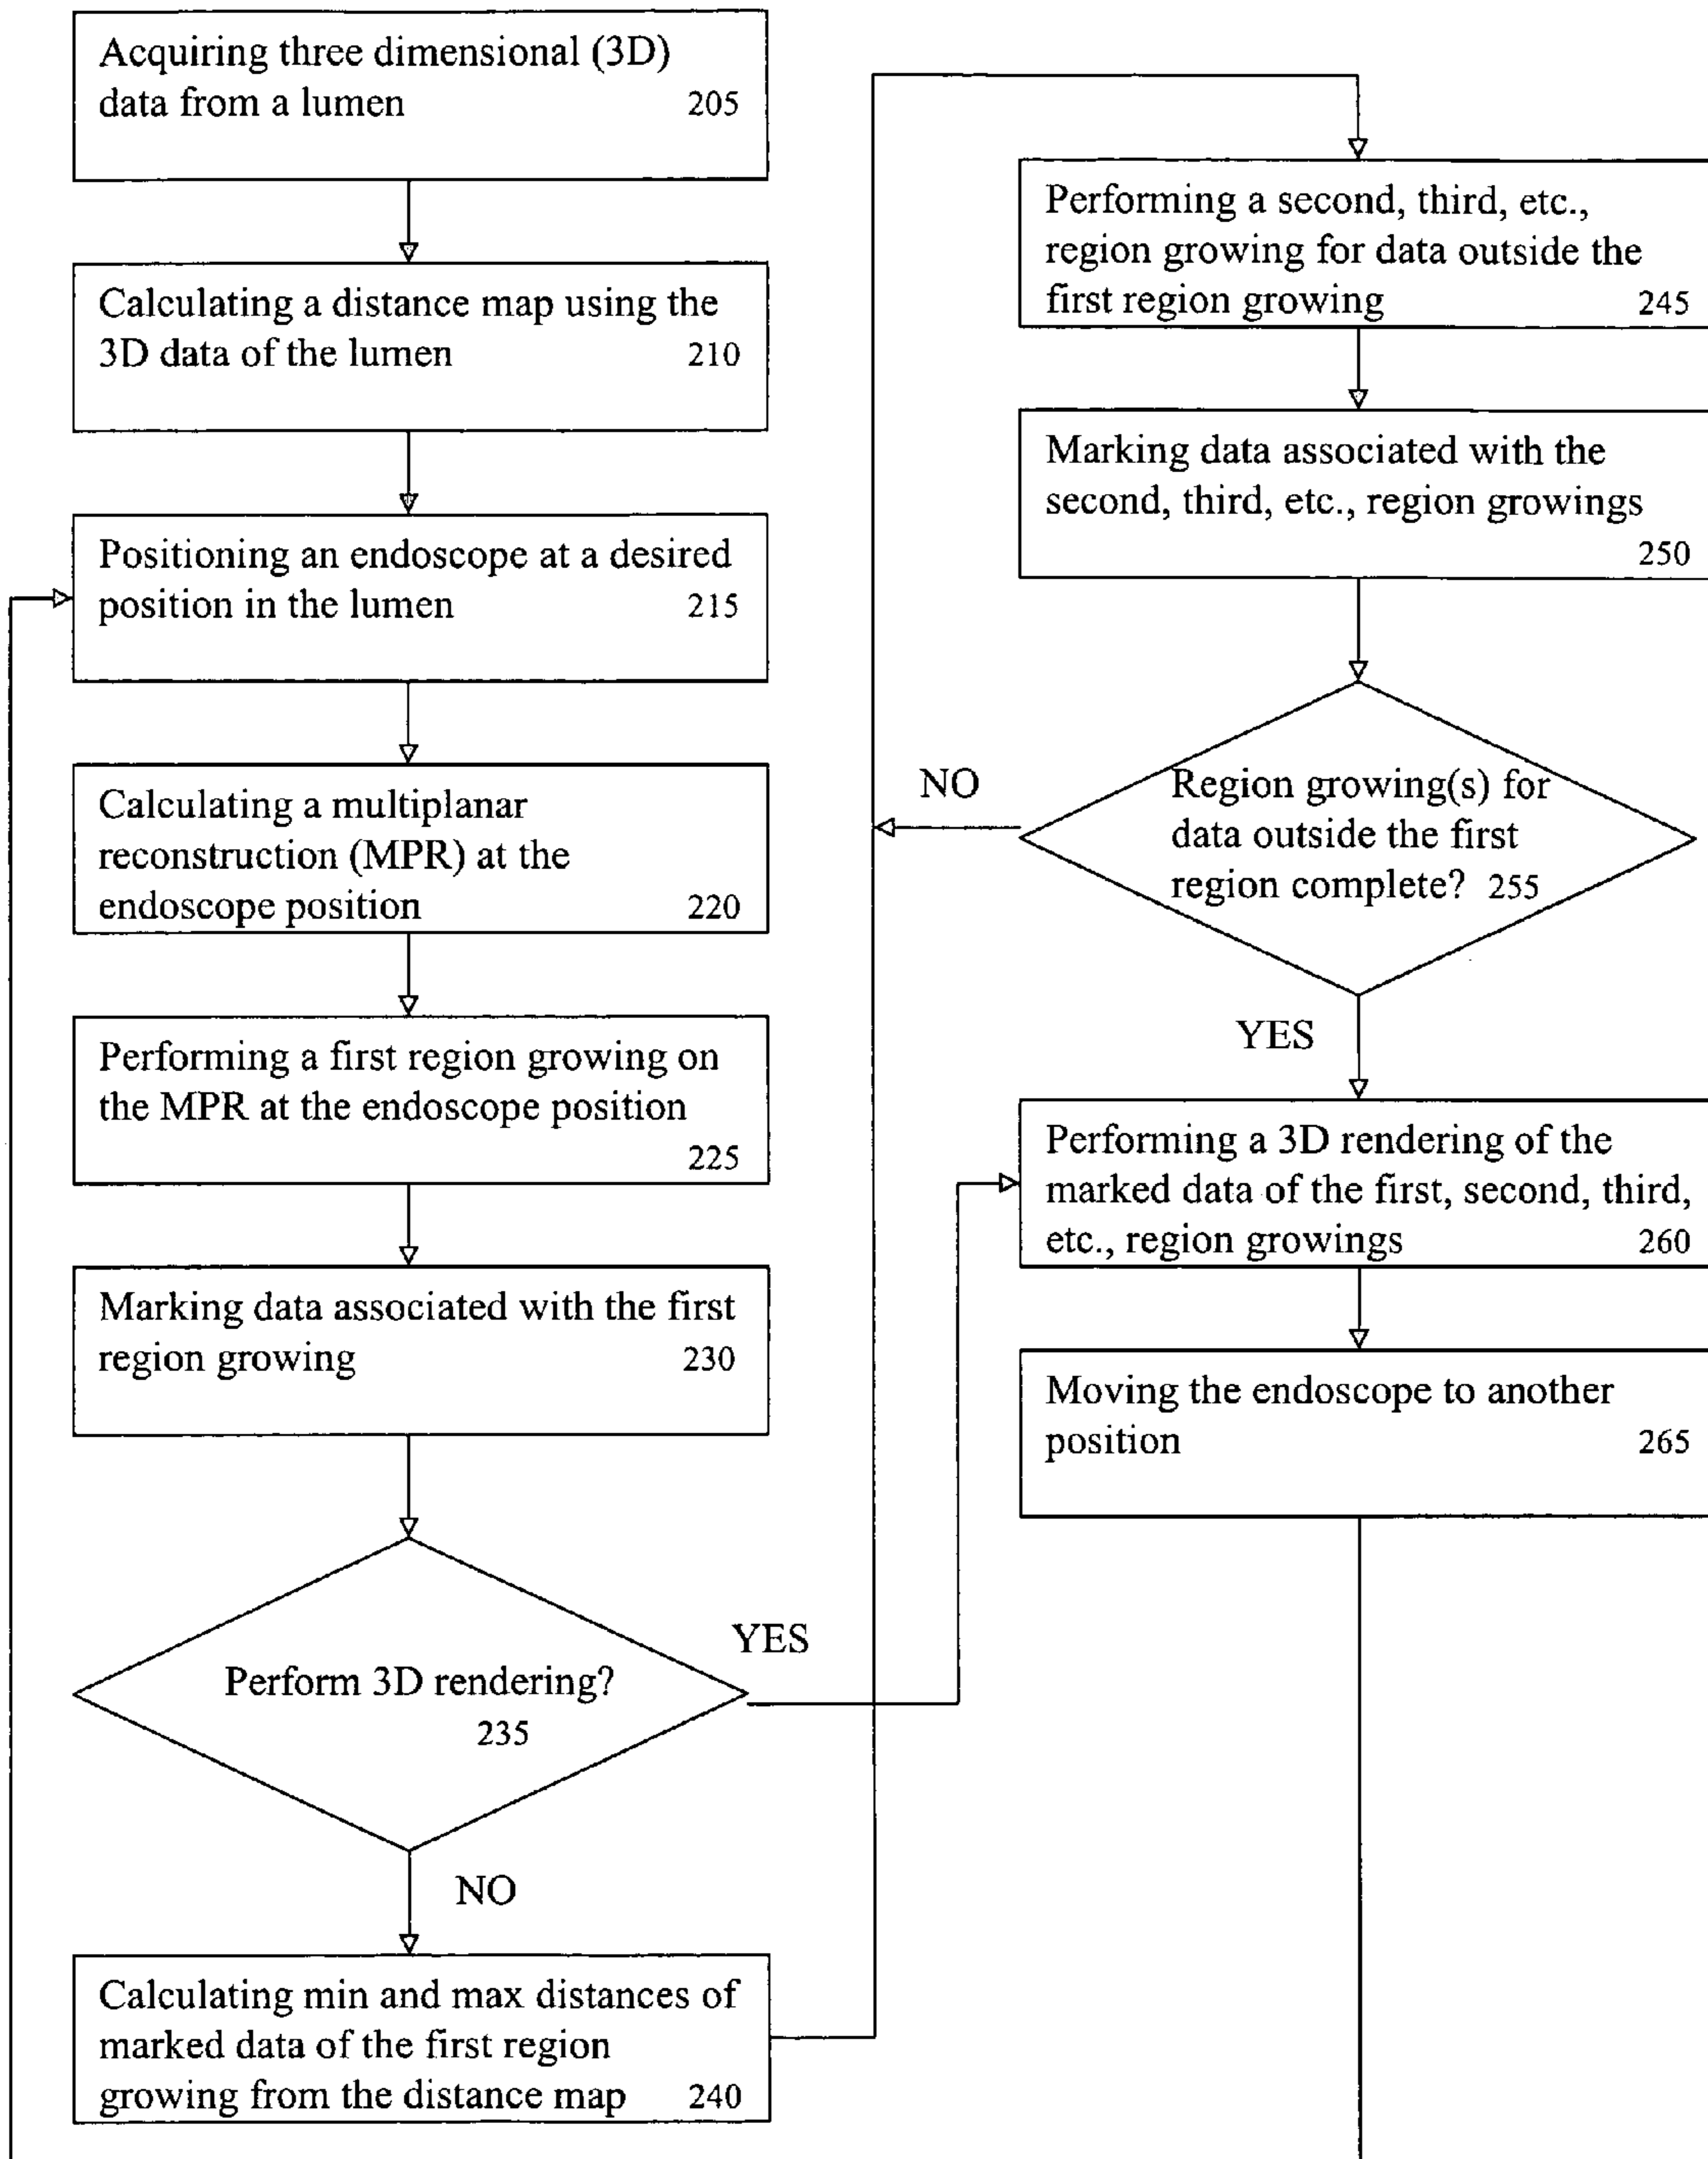 Acquiring three dimensional (3D)
data from a lumen 205
Calculating a distance map using the
3D data of the lumen 210
Positioning an endoscope at a desired
position in the lumen 215
Calculating a multiplanar
reconstruction (MPR) at the
endoscope position 220
Performing a first region growing on
the MPR at the endoscope position
225
Marking data associated with the first
region growing 230
Perform 3D rendering?
235
YES
NO
Calculating min and max distances of
marked data of the first region
growing from the distance map 240
Performing a second, third, etc.,
region growing for data outside the
first region growing 245
Marking data associated with the
second, third, etc., region growings
250
Region growing(s) for
data outside the first
region complete? 255
NO
YES
Performing a 3D rendering of the
marked data of the first, second, third,
etc., region growings 260
Moving the endoscope to another
position 265